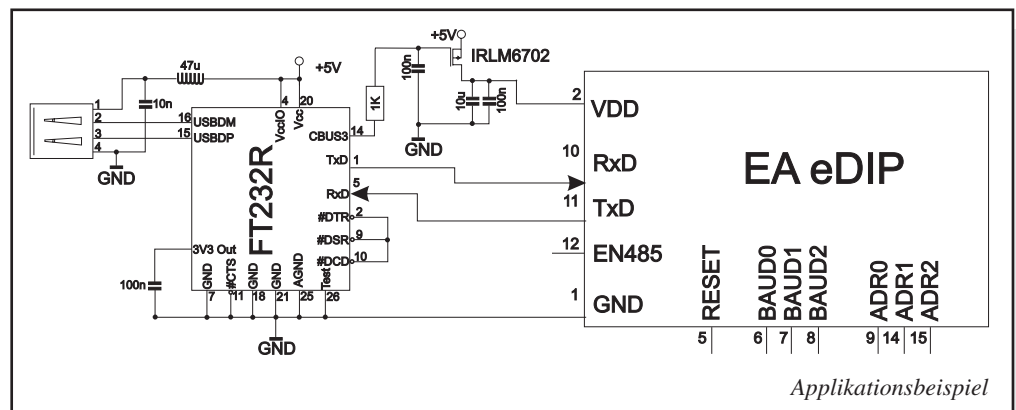 +5V
IRLM6702
47u
+5V
100n
1K
10u
100n
1
2
3
4
10n
GND
16 USBDM
15 USBDP
4 VccIO
20 Vcc
CBUS3 14
TxD 1
RxD 5
#DTR 2
#DSR 9
#DCD 10
FT232R
3V3 Out
100n
GND 7
#CTS 11
GND 18
GND 21
AGND 25
Test 26
GND
GND
2 VDD
10 RxD
11 TxD
12 EN485
1 GND
EA eDIP
RESET 5
BAUD0 6
BAUD1 7
BAUD2 8
ADR0 9
ADR1 14
ADR2 15
Applikationsbeispiel